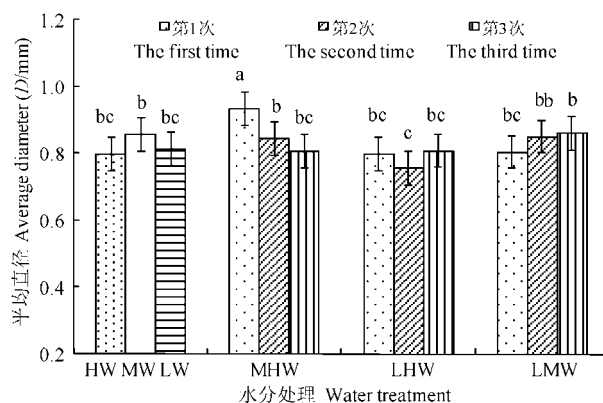 1.2
第1次 第2次 第3次
The first time The second time The third time
a
1.0
bc b bc b bc bc c bc bc bb b
0.8
0.6
0.4
0.2
平均直径 Average diameter (D/mm)
HW MW LW MHW LHW LMW
水分处理 Water treatment